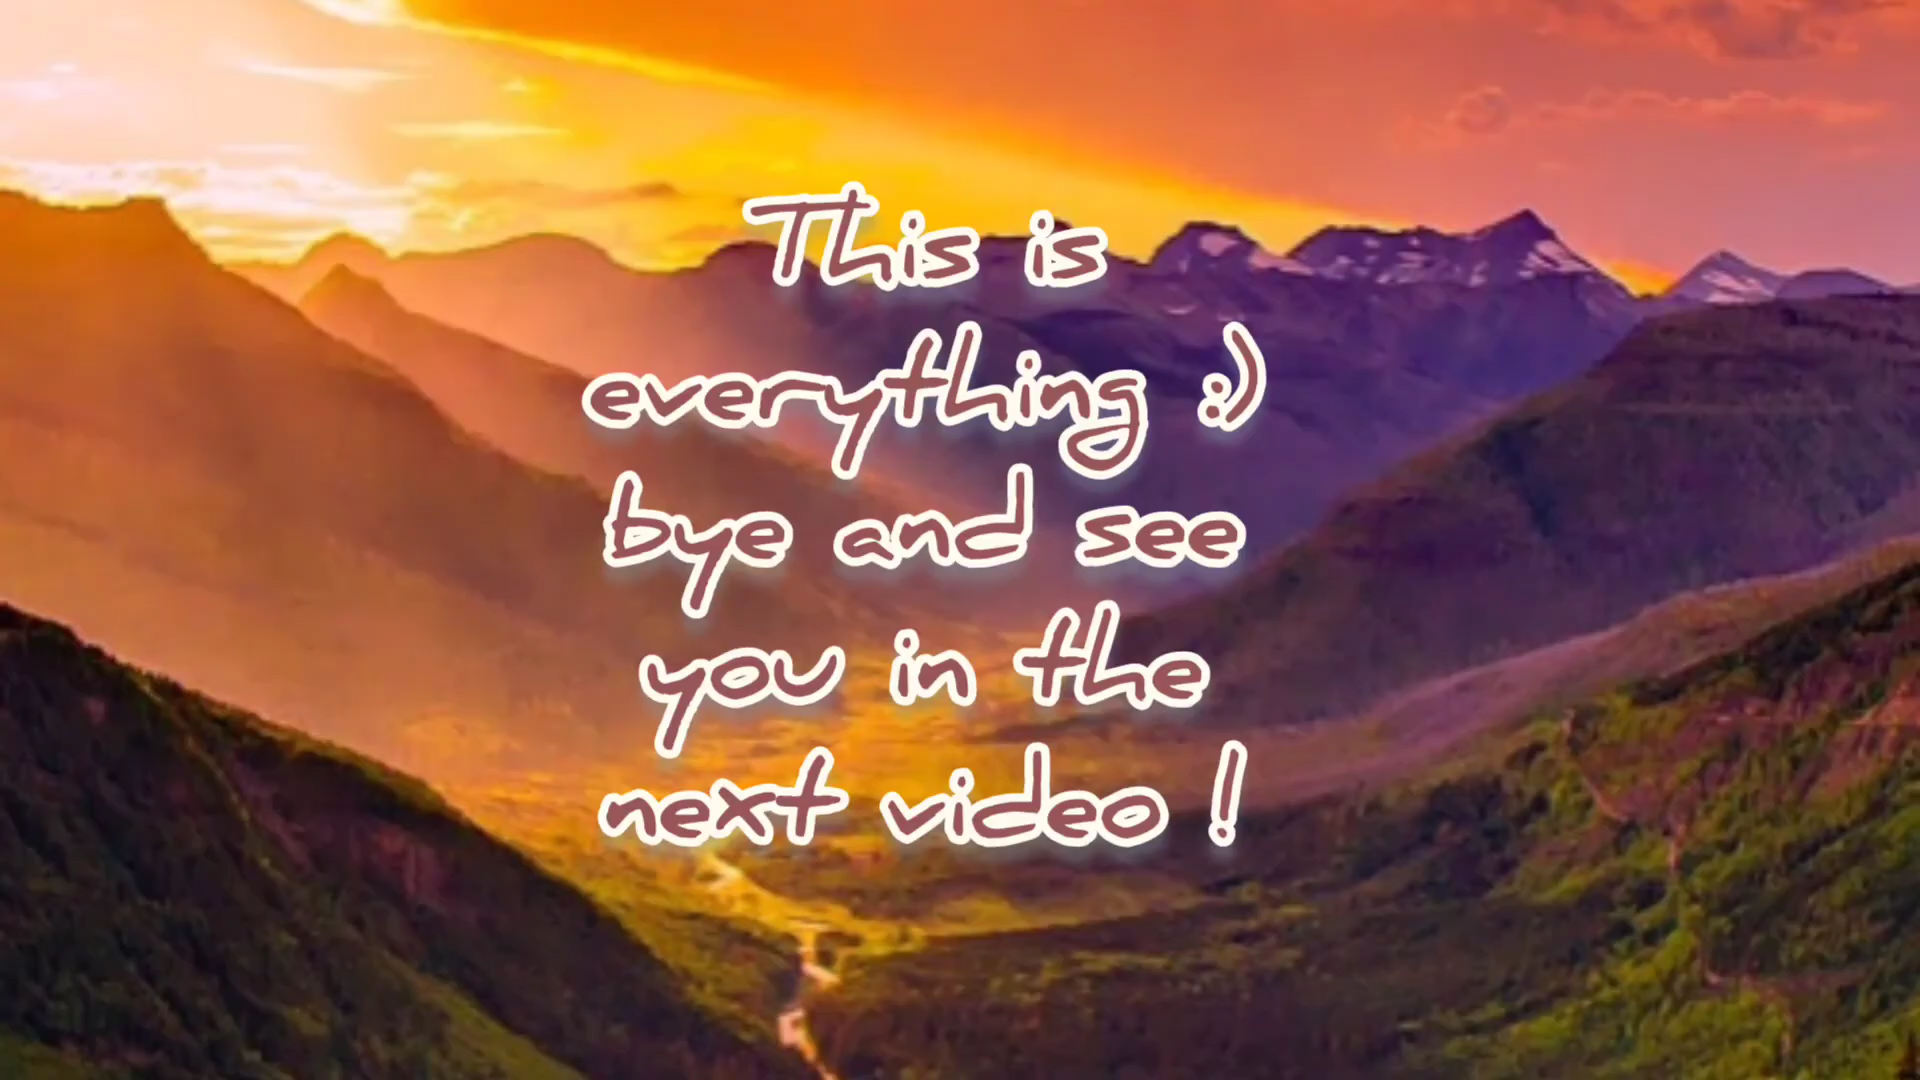 This is
everything :)
bye and see
you in the
next video !